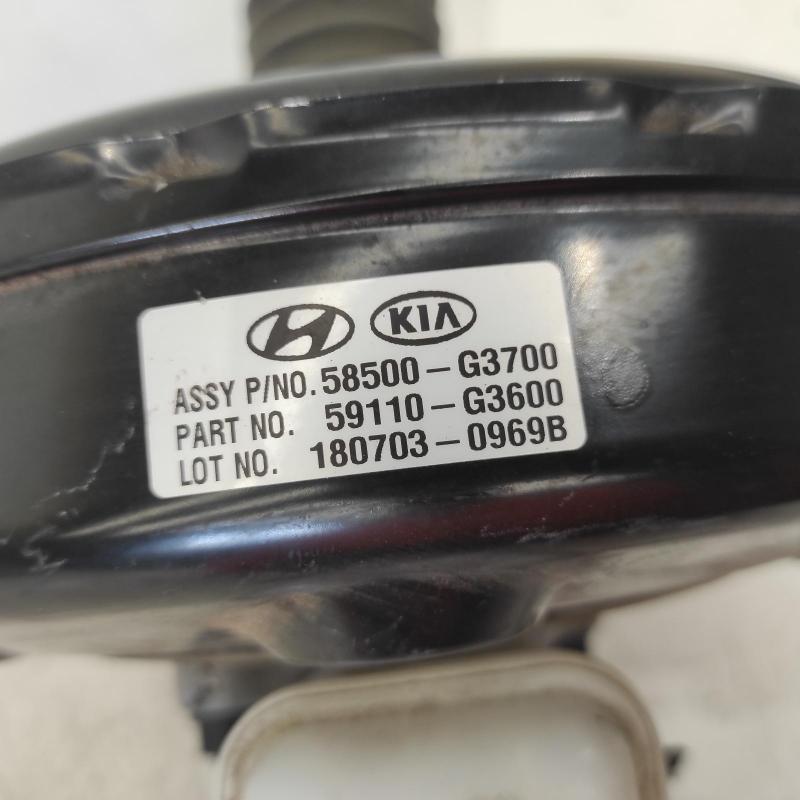 KIA
ASSY P/NO. 58500-G3700
PART NO. 59110-G3600
LOT NO. 180703-0969B